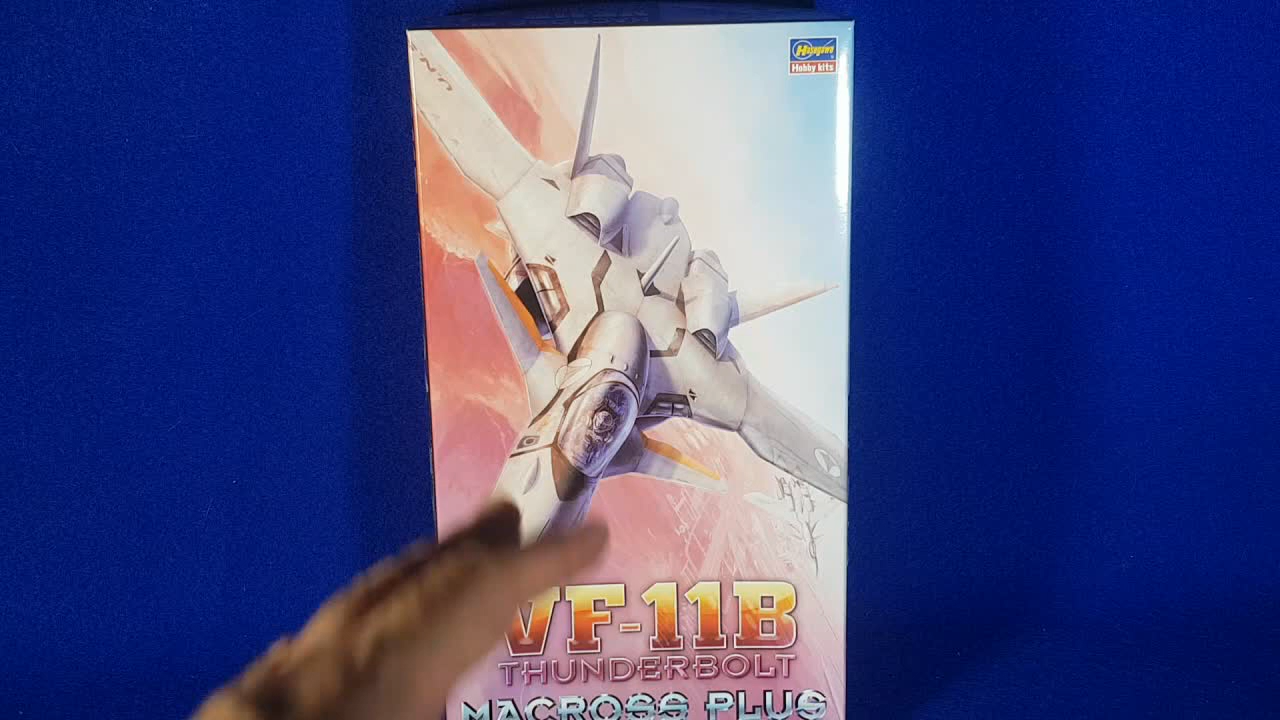 Hasegawa
Hobby kits
VF-11B
THUNDERBOLT
MACROSS PLUS